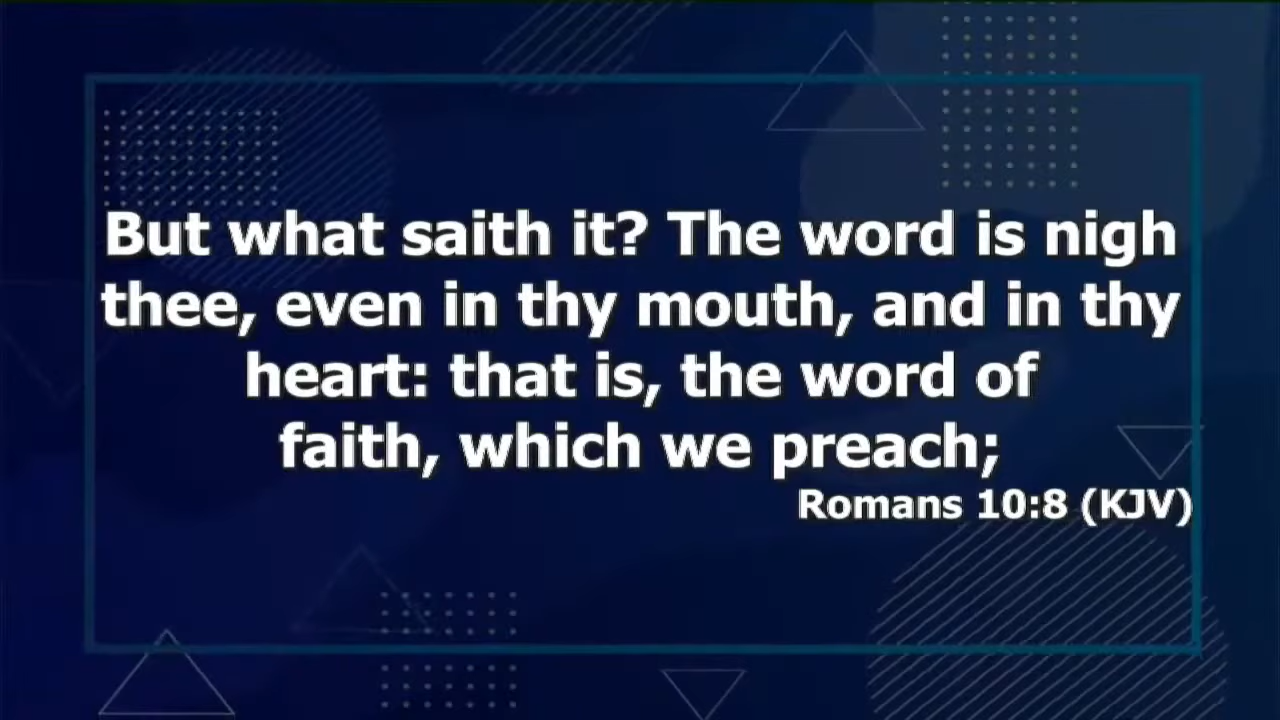 But what saith it? The word is nigh
thee, even in thy mouth, and in thy
heart: that is, the word of
faith, which we preach;
Romans 10:8 (KJV)